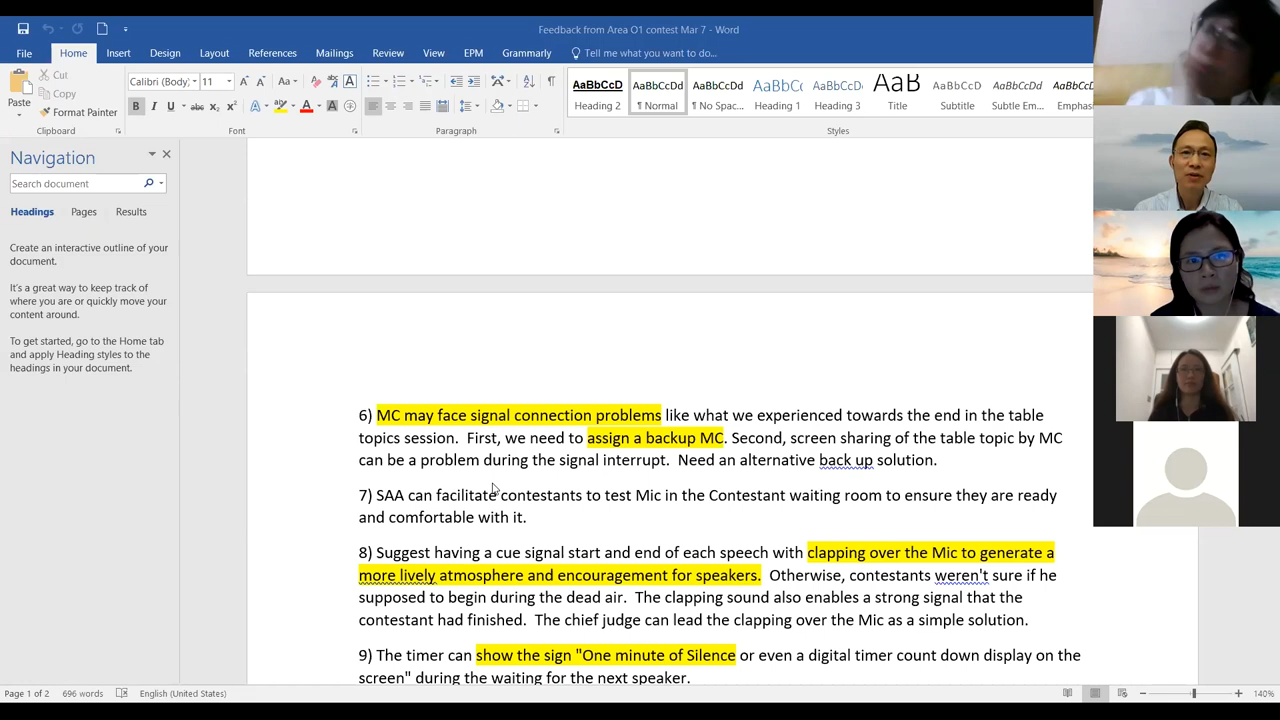 Feedback from Area O1 contest Mar 7 - Word
File Home Insert Design Layout References Mailings Review View EPM Grammarly Tell me what you want to do...
Paste
Cut
Copy
Format Painter
Calibri (Body) 11
Clipboard Font Paragraph Styles
AaBbCcD AaBbCcDd AaBbCcDd AaBbCc AaBbCcD AaB AaBbCcD AaBbCcDd AaBbCcD
Heading 2 ¶ Normal ¶ No Spac... Heading 1 Heading 3 Title Subtitle Subtle Em... Emphasis
Navigation
Search document
Headings Pages Results
Create an interactive outline of your
document.
It's a great way to keep track of
where you are or quickly move your
content around.
To get started, go to the Home tab
and apply Heading styles to the
headings in your document.
6) MC may face signal connection problems like what we experienced towards the end in the table
topics session. First, we need to assign a backup MC. Second, screen sharing of the table topic by MC
can be a problem during the signal interrupt. Need an alternative back up solution.
7) SAA can facilitate contestants to test Mic in the Contestant waiting room to ensure they are ready
and comfortable with it.
8) Suggest having a cue signal start and end of each speech with clapping over the Mic to generate a
more lively atmosphere and encouragement for speakers. Otherwise, contestants weren't sure if he
supposed to begin during the dead air. The clapping sound also enables a strong signal that the
contestant had finished. The chief judge can lead the clapping over the Mic as a simple solution.
9) The timer can show the sign "One minute of Silence or even a digital timer count down display on the
screen" during the waiting for the next speaker.
Page 1 of 2 696 words English (United States) 140%